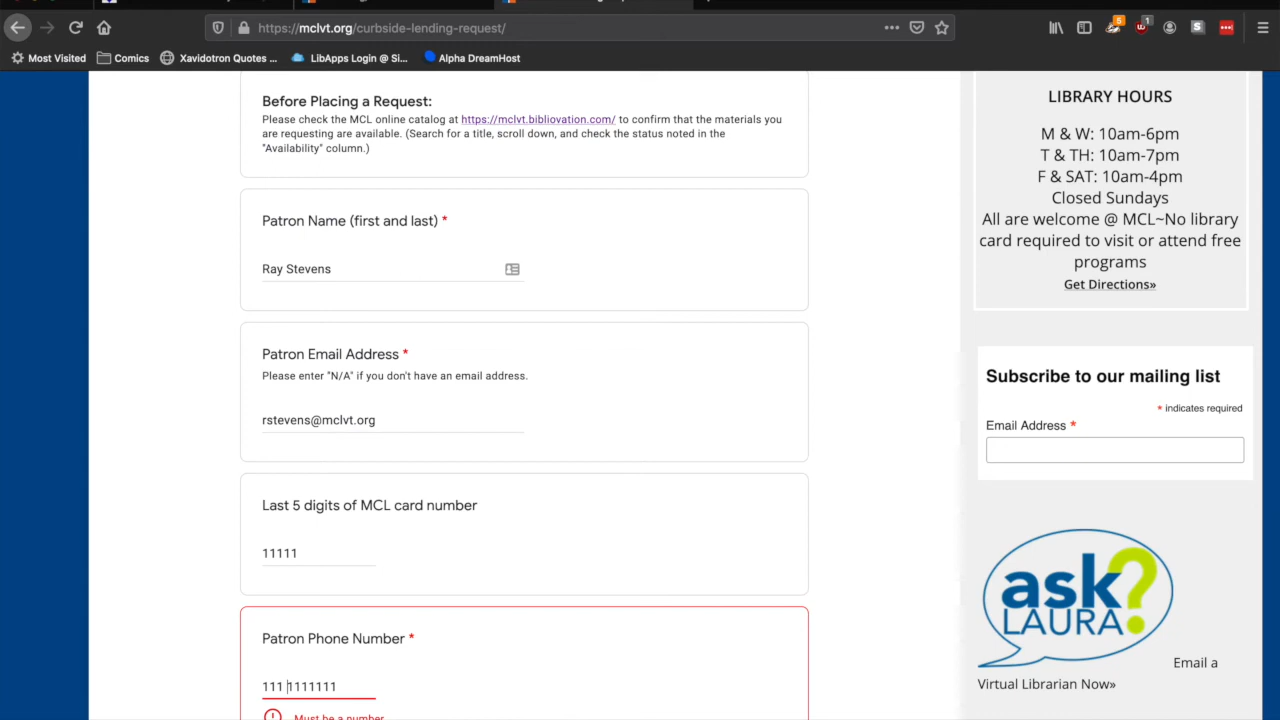 https://mclvt.org/curbside-lending-request/
5
1
S
Most Visited
Comics
Xavidotron Quotes ...
LibApps Login @ Si...
Alpha DreamHost
Before Placing a Request:
Please check the MCL online catalog at https://mclvt.bibliovation.com/ to confirm that the materials you
are requesting are available. (Search for a title, scroll down, and check the status noted in the
"Availability" column.)
Patron Name (first and last) *
Ray Stevens
Patron Email Address *
Please enter "N/A" if you don't have an email address.
rstevens@mclvt.org
Last 5 digits of MCL card number
11111
Patron Phone Number *
111 1111111
Must be a number
LIBRARY HOURS
M & W: 10am-6pm
T & TH: 10am-7pm
F & SAT: 10am-4pm
Closed Sundays
All are welcome @ MCL~No library
card required to visit or attend free
programs
Get Directions»
Subscribe to our mailing list
* indicates required
Email Address *
ask?
LAURA
Email a
Virtual Librarian Now»